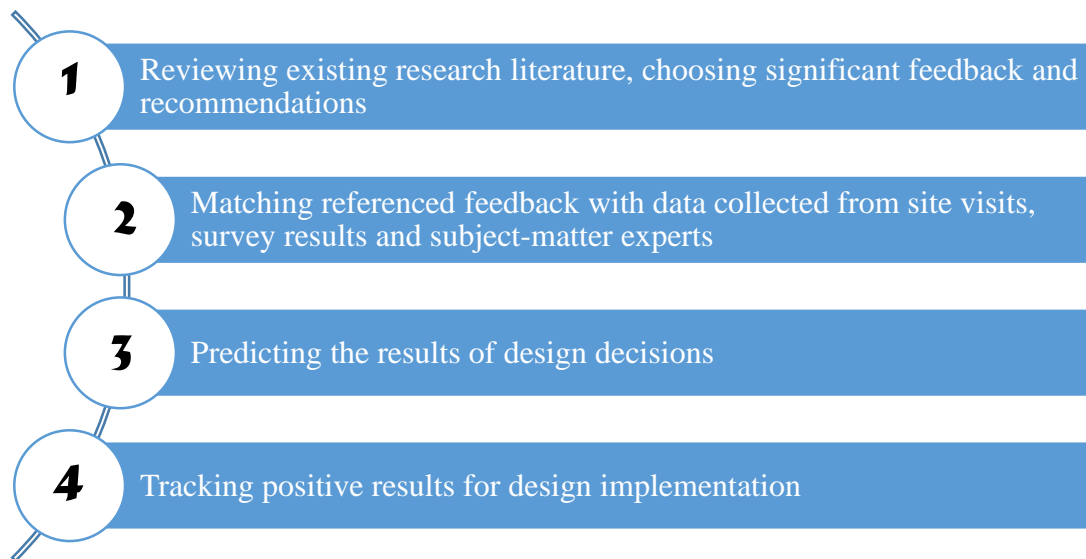 1
Reviewing existing research literature, choosing significant feedback and
recommendations
2
Matching referenced feedback with data collected from site visits,
survey results and subject-matter experts
3
Predicting the results of design decisions
4
Tracking positive results for design implementation